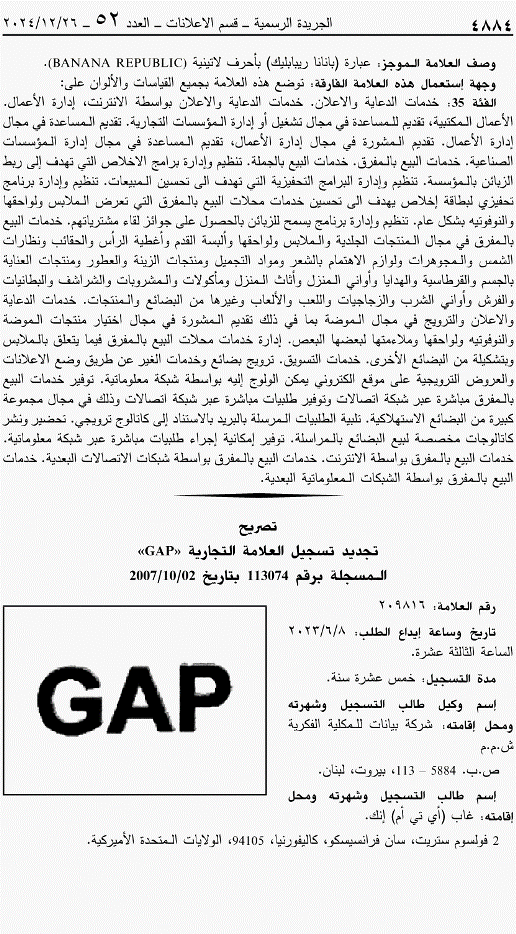 ٤٨٨٤
الجريدة الرسمية ــ قسم الاعلانات ــ العدد ٥٢ ــ ٢٠٢٤/١٢/٢٦
وصف العلامة الموجز: عبارة (بانانا ريبابليك) بأحرف لاتينية (BANANA REPUBLIC).
وجهة إستعمال هذه العلامة الفارقة: توضع هذه العلامة بجميع القياسات والألوان على:
الفئة 35: خدمات الدعاية والاعلان. خدمات الدعاية والاعلان بواسطة الانترنت، إدارة الأعمال.
الأعمال المكتبية، تقديم للمساعدة في مجال تشغيل أو إدارة المؤسسات التجارية. تقديم المساعدة في مجال
إدارة الأعمال. تقديم المشورة في مجال إدارة الأعمال، تقديم المساعدة في مجال إدارة المؤسسات
الصناعية. خدمات البيع بالمفرق. خدمات البيع بالجملة. تنظيم وإدارة برامج الاخلاص التي تهدف إلى ربط
الزبائن بالمؤسسة. تنظيم وإدارة البرامج التحفيزية التي تهدف الى تحسين المبيعات. تنظيم وإدارة برنامج
تحفيزي لبطاقة إخلاص يهدف الى تحسين خدمات محلات البيع بالمفرق التي تعرض الملابس ولواحقها
والنوفوتيه بشكل عام. تنظيم وإدارة برنامج يسمح للزبائن بالحصول على جوائز لقاء مشترياتهم. خدمات البيع
بالمفرق في مجال المنتجات الجلدية والملابس ولواحقها وألبسة القدم وأغطية الرأس والحقائب ونظارات
الشمس والمجوهرات ولوازم الاهتمام بالشعر ومواد التجميل ومنتجات الزينة والعطور ومنتجات العناية
بالجسم والقرطاسية والهدايا وأواني المنزل وأثاث المنزل ومأكولات والمشروبات والشراشف والبطانيات
والفرش وأواني الشرب والزجاجيات واللعب والألعاب وغيرها من البضائع والمنتجات. خدمات الدعاية
والاعلان والترويج في مجال الموضة بما في ذلك تقديم المشورة في مجال اختيار منتجات الموضة
والنوفوتيه ولواحقها وملاءمتها لبعضها البعض. إدارة خدمات محلات البيع بالمفرق فيما يتعلق بالملابس
وبتشكيلة من البضائع الأخرى. خدمات التسويق. ترويج بضائع وخدمات الغير عن طريق وضع الاعلانات
والعروض الترويجية على موقع الكتروني يمكن الولوج إليه بواسطة شبكة معلوماتية. توفير خدمات البيع
بالمفرق مباشرة عبر شبكة اتصالات وتوفير طلبيات مباشرة عبر شبكة اتصالات وذلك في مجال مجموعة
كبيرة من البضائع الاستهلاكية. تلبية الطلبيات المرسلة بالبريد بالاستناد إلى كاتالوج ترويجي. تحضير ونشر
كاتالوجات مخصصة لبيع البضائع بالمراسلة. توفير إمكانية إجراء طلبيات مباشرة عبر شبكة معلوماتية.
خدمات البيع بالمفرق بواسطة الانترنت. خدمات البيع بالمفرق بواسطة شبكات الاتصالات البعدية. خدمات
البيع بالمفرق بواسطة الشبكات المعلوماتية البعدية.
تصريح
تجديد تسجيل العلامة التجارية «GAP»
المسجلة برقم 113074 بتاريخ 2007/10/02
رقم العلامة: ٢٠٩٨١٦
تاريخ وساعة إيداع الطلب: ٢٠٢٣/٦/٨
الساعة الثالثة عشرة.
مدة التسجيل: خمس عشرة سنة.
إسم وكيل طالب التسجيل وشهرته
ومحل إقامته: شركة بيانات للمكلية الفكرية
ش.م.م
ص.ب. 5884 – 113، بيروت، لبنان.
إسم طالب التسجيل وشهرته ومحل
إقامته: غاب (أي تي أم) إنك.
GAP
2 فولسوم ستريت، سان فرانسيسكو، كاليفورنيا، 94105، الولايات المتحدة الأميركية.